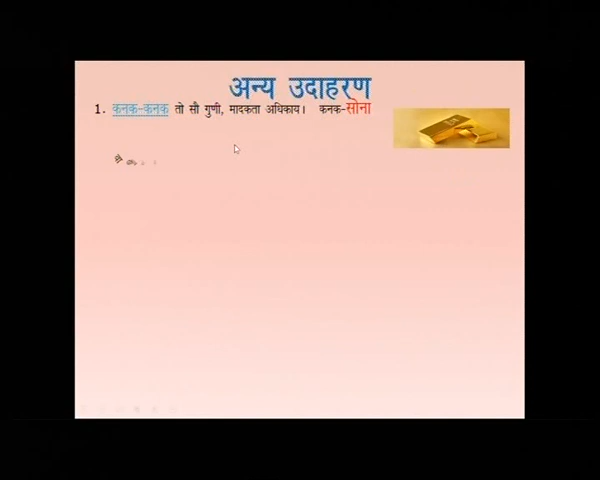 अन्य उदाहरण
1. कनक-कनक तो सौ गुणी, मादकता अधिकाय। कनक-सोना